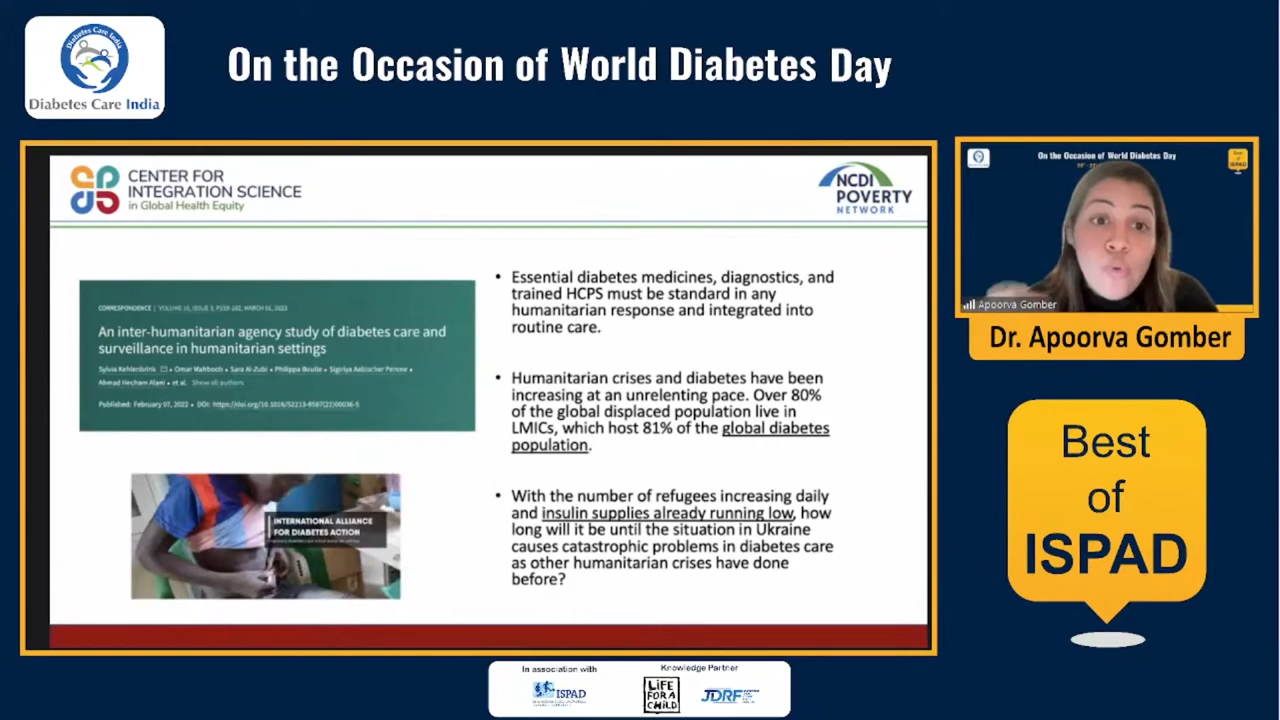 Diabetes Care India
Diabetes Care India
On the Occasion of World Diabetes Day
CENTER FOR
INTEGRATION SCIENCE
in Global Health Equity
NCDI
POVERTY
NETWORK
CORRESPONDENCE
An inter-humanitarian agency study of diabetes care and
surveillance in humanitarian settings
Sylvia Kehlenbrink • Omar Mahboob • Sara Al-Zubi • Philippa Boulle • Sigiriya Aebischer Perone •
Ahmad Hecham Alani • et al. Show all authors
Published: February 07, 2022 • DOI: https://doi.org/10.1016/S2213-8587(22)00036-5
INTERNATIONAL ALLIANCE
FOR DIABETES ACTION
• Essential diabetes medicines, diagnostics, and
trained HCPS must be standard in any
humanitarian response and integrated into
routine care.
• Humanitarian crises and diabetes have been
increasing at an unrelenting pace. Over 80%
of the global displaced population live in
LMICs, which host 81% of the global diabetes
population.
• With the number of refugees increasing daily
and insulin supplies already running low, how
long will it be until the situation in Ukraine
causes catastrophic problems in diabetes care
as other humanitarian crises have done
before?
On the Occasion of World Diabetes Day
Best
of
ISPAD
Apoorva Gomber
Dr. Apoorva Gomber
Best
of
ISPAD
In association with
ISPAD
Knowledge Partner
LiFE
FOR A
CHiLD
JDRF